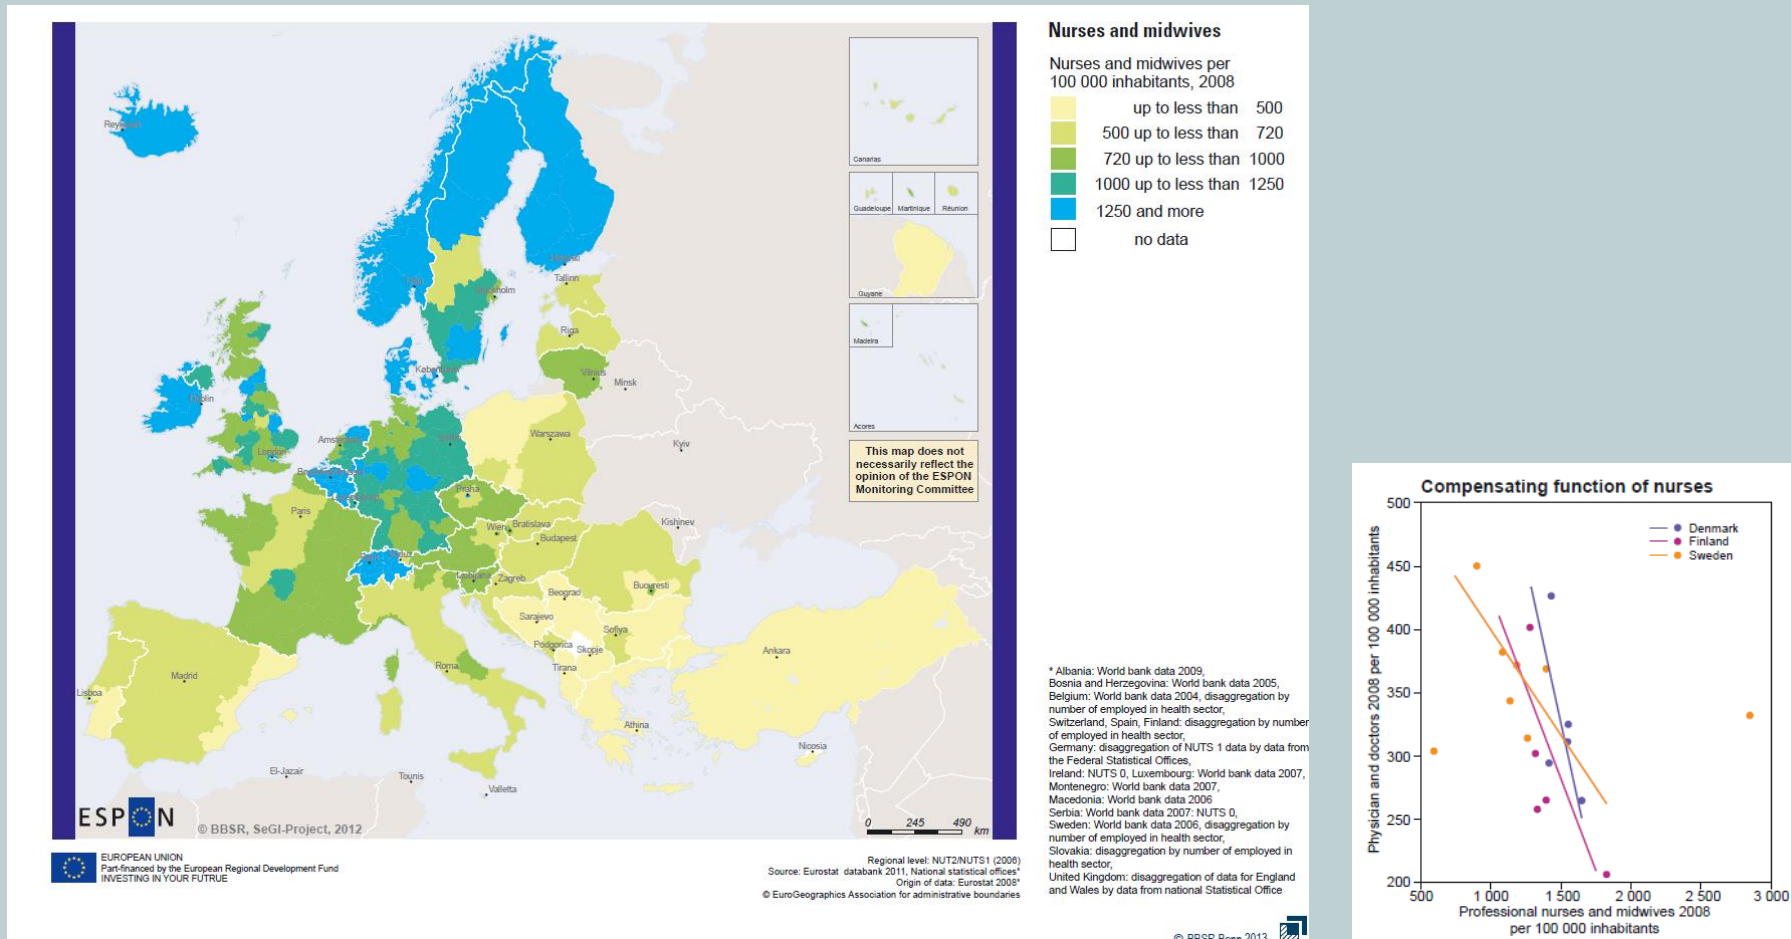 Nurses and midwives
Nurses and midwives per
100 000 inhabitants, 2008
up to less than 500
500 up to less than 720
720 up to less than 1000
1000 up to less than 1250
1250 and more
no data
Canarias
Guadeloupe
Martinique
Réunion
Guyane
Madeira
Acores
This map does not
necessarily reflect the
opinion of the ESPON
Monitoring Committee
Tallinn
Riga
Vilnius
Minsk
Dublin
London
Warszawa
Kyiv
Praha
Paris
Wien
Bratislava
Budapest
Kishinev
Ljubljana
Zagreb
Bucuresti
Beograd
Sarajevo
Sofiya
Podgorica
Skopje
Tirana
Roma
Ankara
Madrid
Lisboa
Athina
Nicosia
El-Jazair
Tounis
Valletta
ESPON
© BBSR, SeGI-Project, 2012
0 245 490
km
EUROPEAN UNION
Part-financed by the European Regional Development Fund
INVESTING IN YOUR FUTRUE
Regional level: NUT2/NUTS1 (2006)
Source: Eurostat databank 2011, National statistical offices*
Origin of data: Eurostat 2008*
© EuroGeographics Association for administrative boundaries
* Albania: World bank data 2009,
Bosnia and Herzegovina: World bank data 2005,
Belgium: World bank data 2004, disaggregation by
number of employed in health sector,
Switzerland, Spain, Finland: disaggregation by number
of employed in health sector,
Germany: disaggregation of NUTS 1 data by data from
the Federal Statistical Offices,
Ireland: NUTS 0, Luxembourg: World bank data 2007,
Montenegro: World bank data 2007,
Macedonia: World bank data 2006
Serbia: World bank data 2007: NUTS 0,
Sweden: World bank data 2006, disaggregation by
number of employed in health sector,
Slovakia: disaggregation by number of employed in
health sector,
United Kingdom: disaggregation of data for England
and Wales by data from national Statistical Office
© BBSR Bonn 2013
Compensating function of nurses
Denmark
Finland
Sweden
Physician and doctors 2008 per 100 000 inhabitants
500
450
400
350
300
250
200
500 1 000 1 500 2 000 2 500 3 000
Professional nurses and midwives 2008
per 100 000 inhabitants